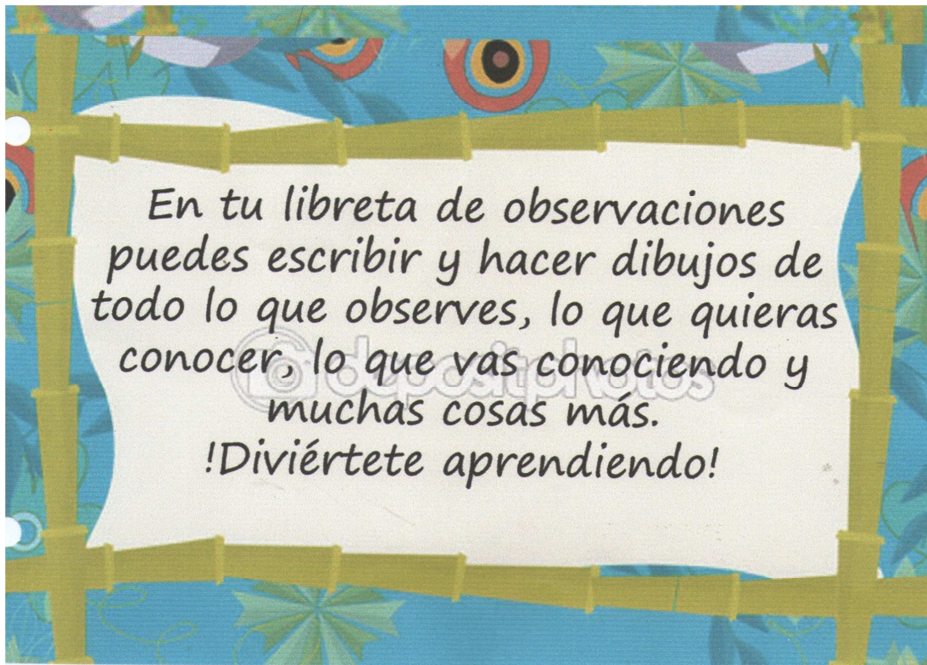 En tu libreta de observaciones
puedes escribir y hacer dibujos de
todo lo que observes, lo que quieras
conocer, lo que vas conociendo y
depositphotos
muchas cosas más.
!Diviértete aprendiendo!